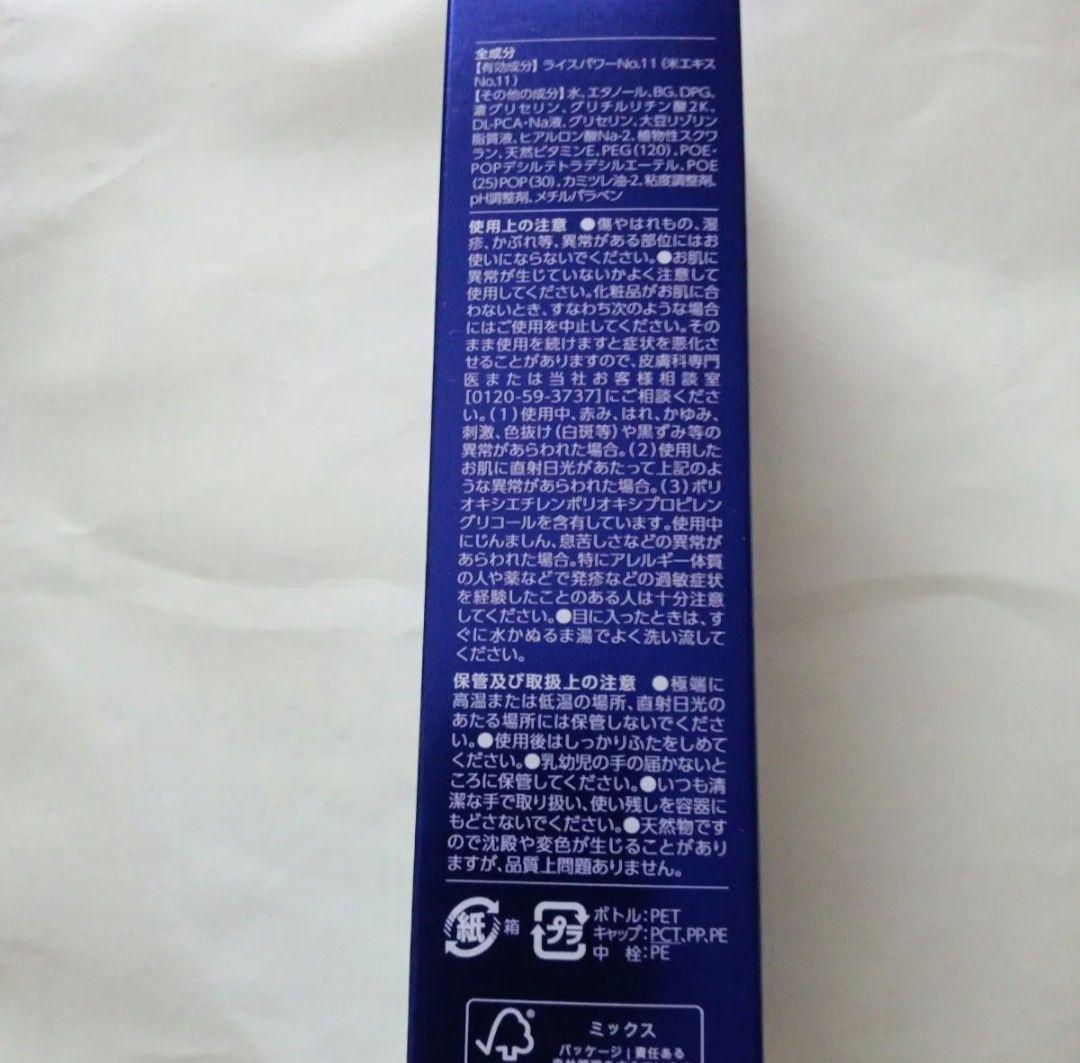 全成分
【有効成分】ライスパワーNo.11（米エキス
No.11）
【その他の成分】水、エタノール、BG、DPG、
濃グリセリン、グリチルリチン酸2K、
DL-PCA・Na液、グリセリン、大豆リゾリン
脂質液、ヒアルロン酸Na-2、植物性スクワ
ラン、天然ビタミンE、PEG（120）、POE・
POPデシルテトラデシルエーテル、POE
（25）POP（30）、カミツレ油-2、粘度調整剤、
pH調整剤、メチルパラベン
使用上の注意 ●傷やはれもの、湿
疹、かぶれ等、異常がある部位にはお
使いにならないでください。●お肌に
異常が生じていないかよく注意して
使用してください。化粧品がお肌に合
わないとき、すなわち次のような場合
にはご使用を中止してください。その
まま使用を続けますと症状を悪化さ
せることがありますので、皮膚科専門
医または当社お客様相談室
[0120-59-3737]にご相談くださ
い。（1）使用中、赤み、はれ、かゆみ、
刺激、色抜け（白斑等）や黒ずみ等の
異常があらわれた場合。（2）使用した
お肌に直射日光があたって上記のよ
うな異常があらわれた場合。（3）ポリ
オキシエチレンポリオキシプロピレン
グリコールを含有しています。使用中
にじんましん、息苦しさなどの異常が
あらわれた場合。特にアレルギー体質
の人や薬などで発疹などの過敏症状
を経験したことのある人は十分注意
してください。●目に入ったときは、す
ぐに水かぬるま湯でよく洗い流して
ください。
保管及び取扱上の注意 ●極端に
高温または低温の場所、直射日光の
あたる場所には保管しないでくださ
い。●使用後はしっかりふたをしめて
ください。●乳幼児の手の届かないと
ころに保管してください。●いつも清
潔な手で取り扱い、使い残しを容器に
もどさないでください。●天然物です
ので沈殿や変色が生じることがあり
ますが、品質上問題ありません。
紙 箱 プラ ボトル：PET
キャップ：PCT、PP、PE
中 栓：PE
ミックス
パッケージ｜責任ある